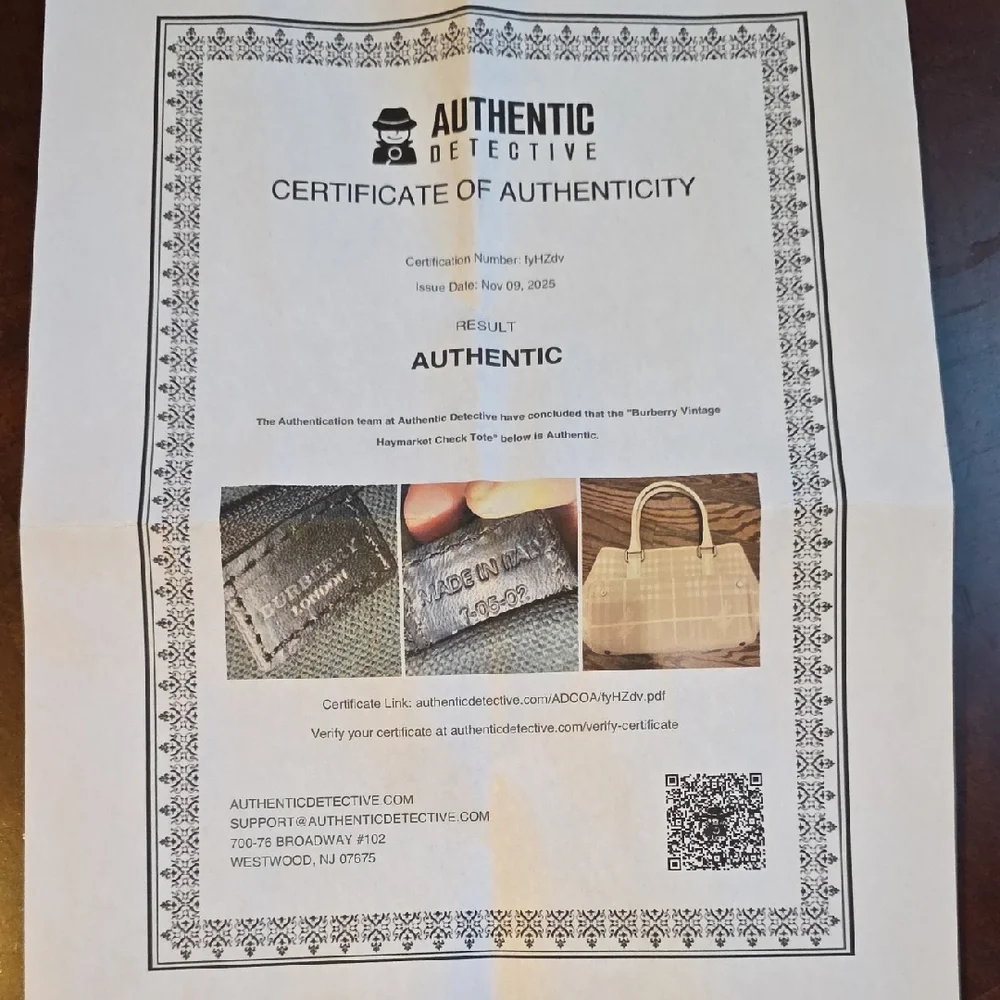 AUTHENTIC
DETECTIVE
CERTIFICATE OF AUTHENTICITY
Certification Number: fyHZdv
Issue Date: Nov 09, 2025
RESULT
AUTHENTIC
The Authentication team at Authentic Detective have concluded that the "Burberry Vintage
Haymarket Check Tote" below is Authentic.
BURBERRY
LONDON
MADE IN ITALY
T-05-02
Certificate Link: authenticdetective.com/ADCOA/fyHZdv.pdf
Verify your certificate at authenticdetective.com/verify-certificate
AUTHENTICDETECTIVE.COM
SUPPORT@AUTHENTICDETECTIVE.COM
700-76 BROADWAY #102
WESTWOOD, NJ 07675